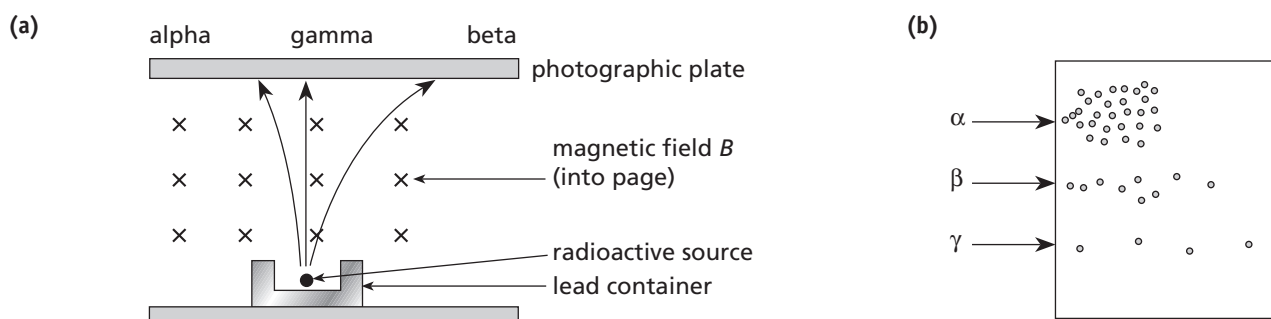 (a)
alpha gamma beta
photographic plate
magnetic field B
(into page)
radioactive source
lead container
(b)
α
β
γ